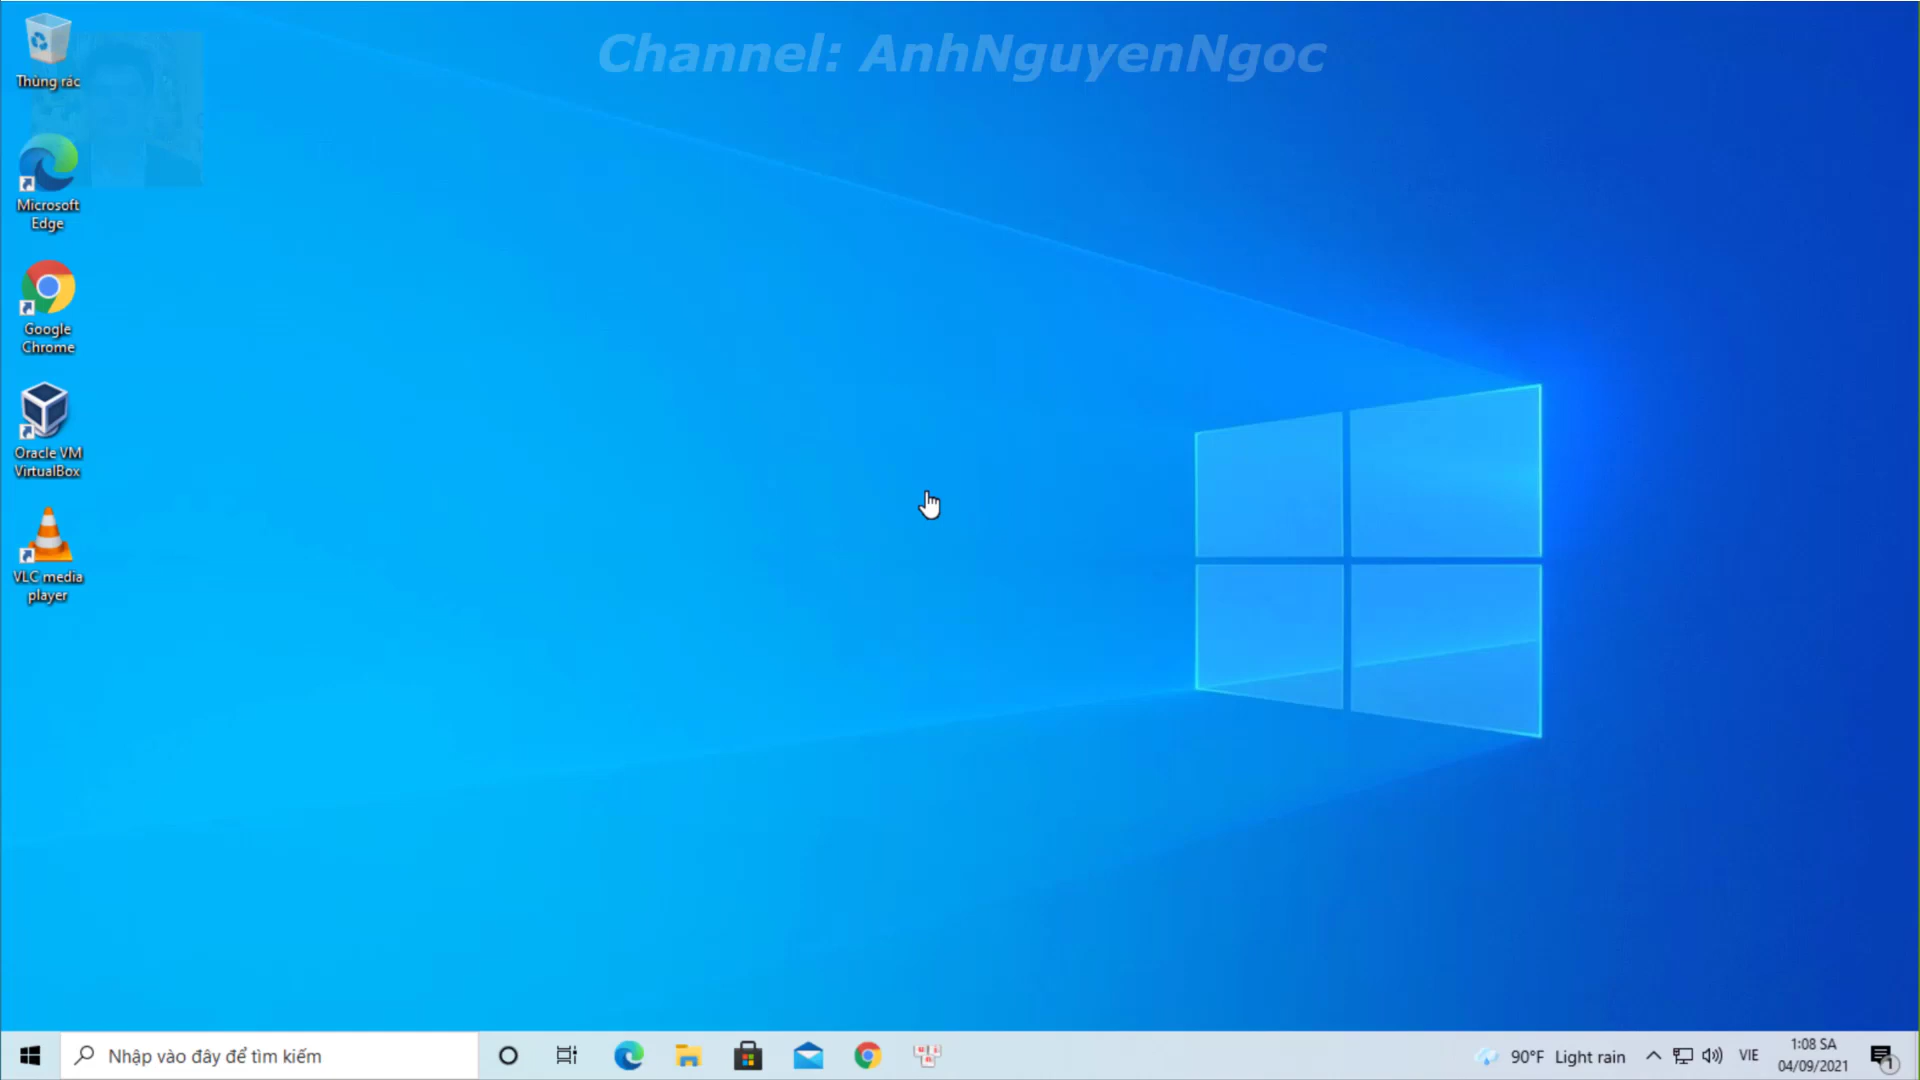 Channel: AnhNguyenNgoc
Thùng rác
Microsoft
Edge
Google
Chrome
Oracle VM
VirtualBox
VLC media
player
Nhập vào đây để tìm kiếm
90°F Light rain
VIE
1:08 SA
04/09/2021
1